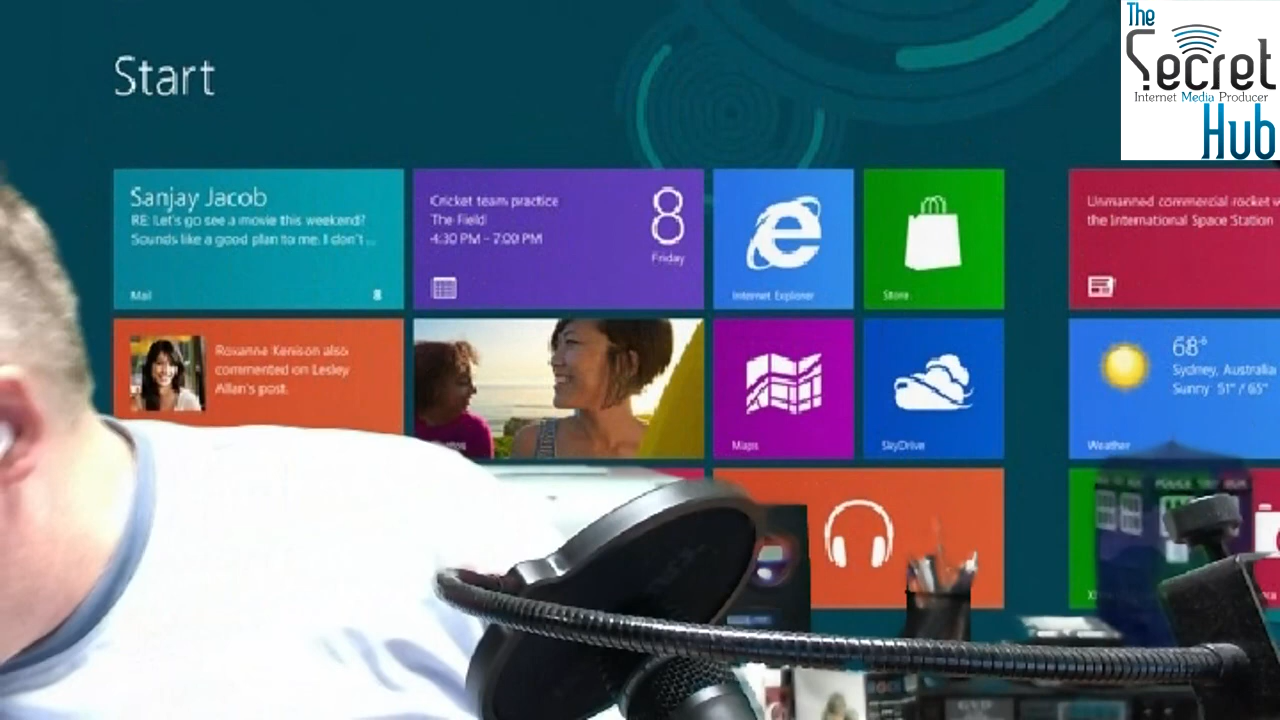 The
Secret
Internet Media Producer
Hub
Start
Sanjay Jacob
RE: Let's go see a movie this weekend?
Sounds like a good plan to me. I don't ...
Mail 8
Cricket team practice
The Field
4:30 PM – 7:00 PM
8
Friday
Internet Explorer
Store
Unmanned commercial rocket
the International Space Station
Roxanne Kenison also
commented on Lesley
Allan's post.
Maps
SkyDrive
68°
Sydney, Australia
Sunny 51° / 65°
Weather